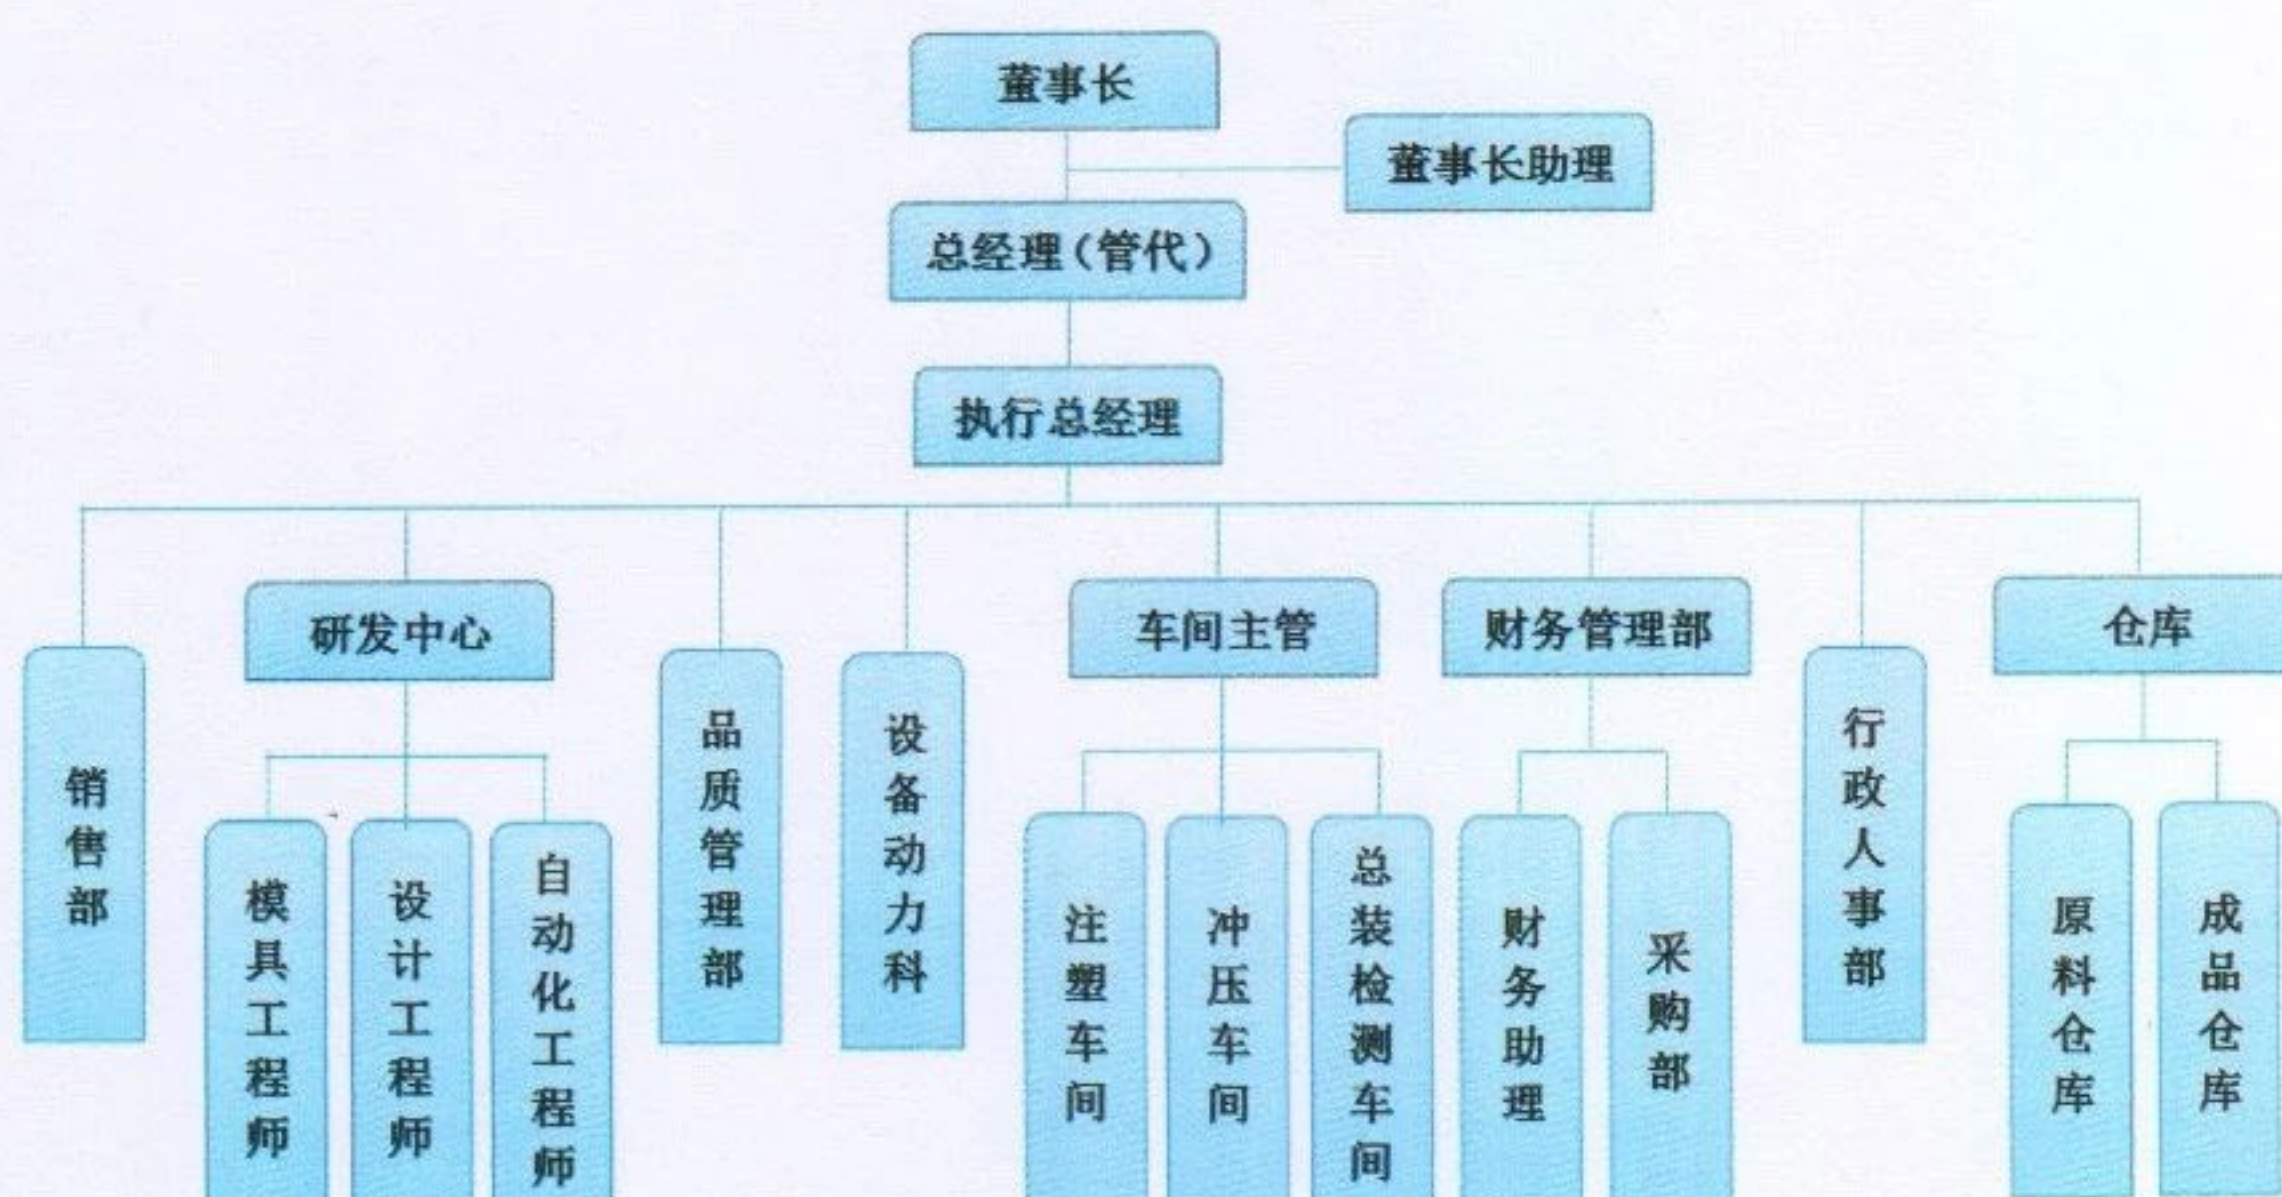 董事长
董事长助理
总经理（管代）
执行总经理
研发中心
车间主管
财务管理部
仓库
销售部
品质管理部
设备动力科
行政人事部
模具工程师
设计工程师
自动化工程师
注塑车间
冲压车间
总装检测车间
财务助理
采购部
原料仓库
成品仓库